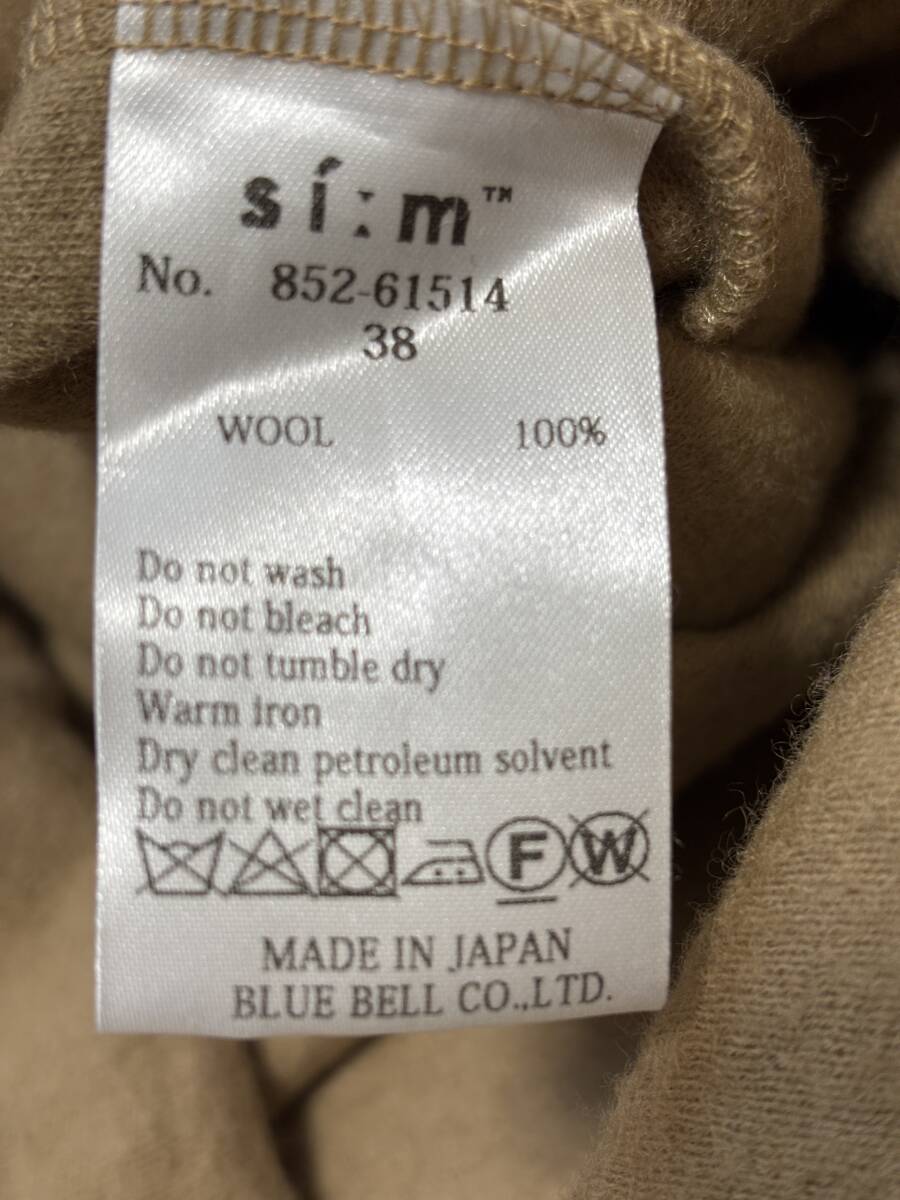 sí:m™
No. 852-61514
38
WOOL 100%
Do not wash
Do not bleach
Do not tumble dry
Warm iron
Dry clean petroleum solvent
Do not wet clean
F W
MADE IN JAPAN
BLUE BELL CO.,LTD.